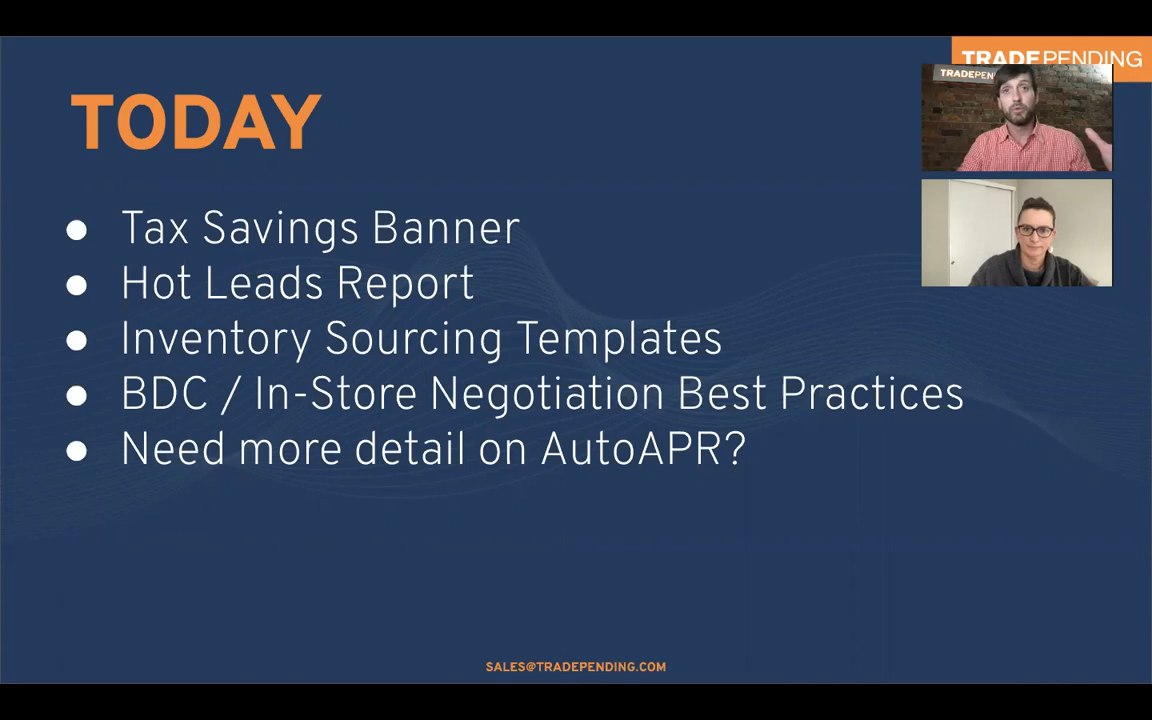 TRADEPENDING
TRADEPEN
TODAY
● Tax Savings Banner
● Hot Leads Report
● Inventory Sourcing Templates
● BDC / In-Store Negotiation Best Practices
● Need more detail on AutoAPR?
SALES@TRADEPENDING.COM